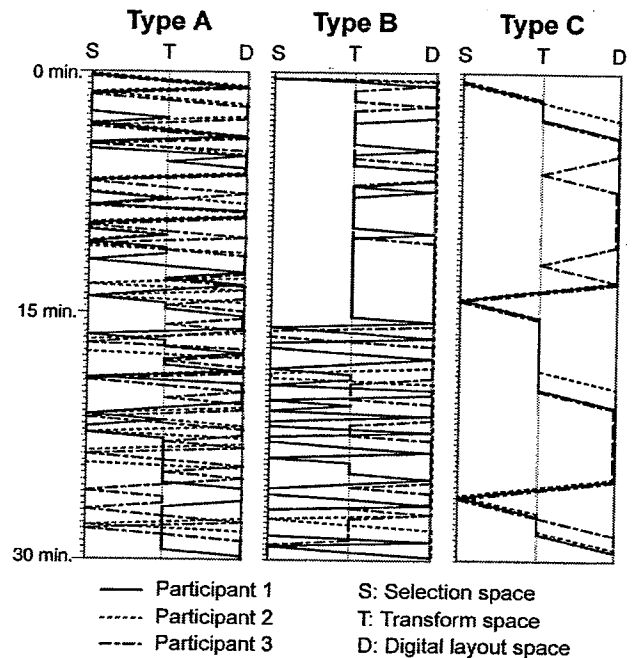 Type A Type B Type C
S T D S T D S T D
0 min.
15 min.
30 min.
Participant 1 S: Selection space
Participant 2 T: Transform space
Participant 3 D: Digital layout space